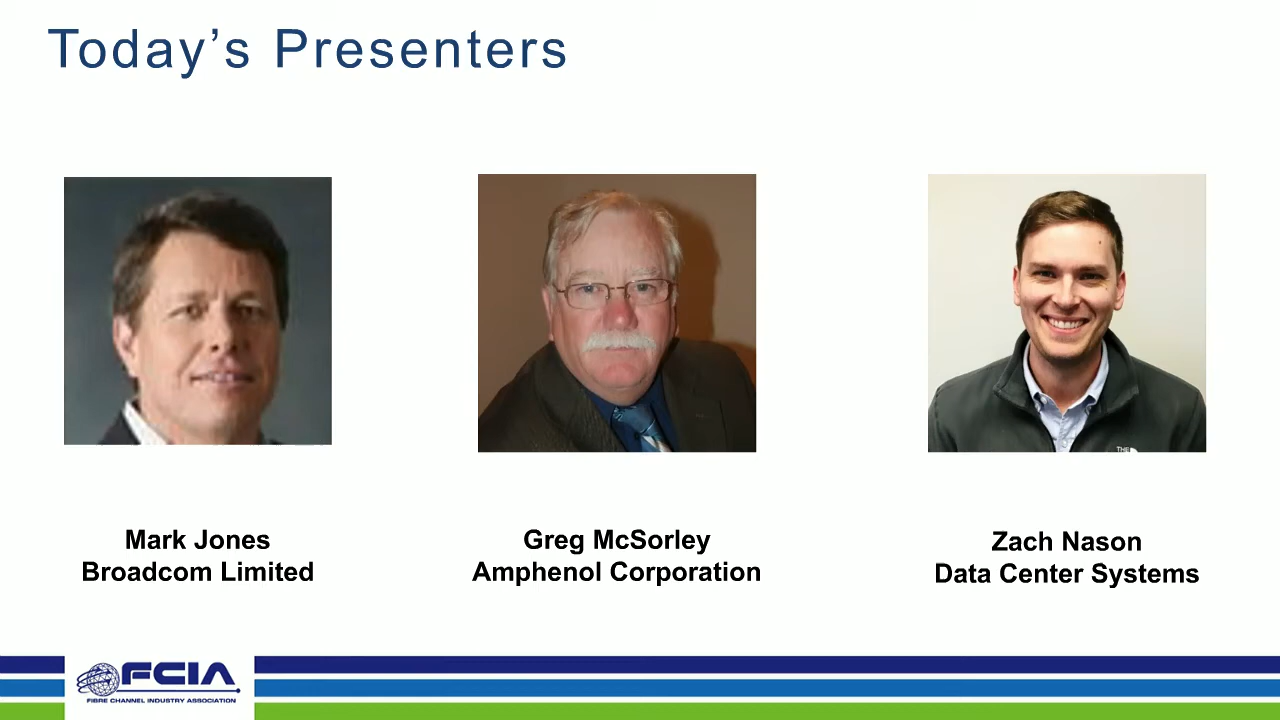 Today’s Presenters
THE
Mark Jones
Broadcom Limited
Greg McSorley
Amphenol Corporation
Zach Nason
Data Center Systems
FCIA
FIBRE CHANNEL INDUSTRY ASSOCIATION